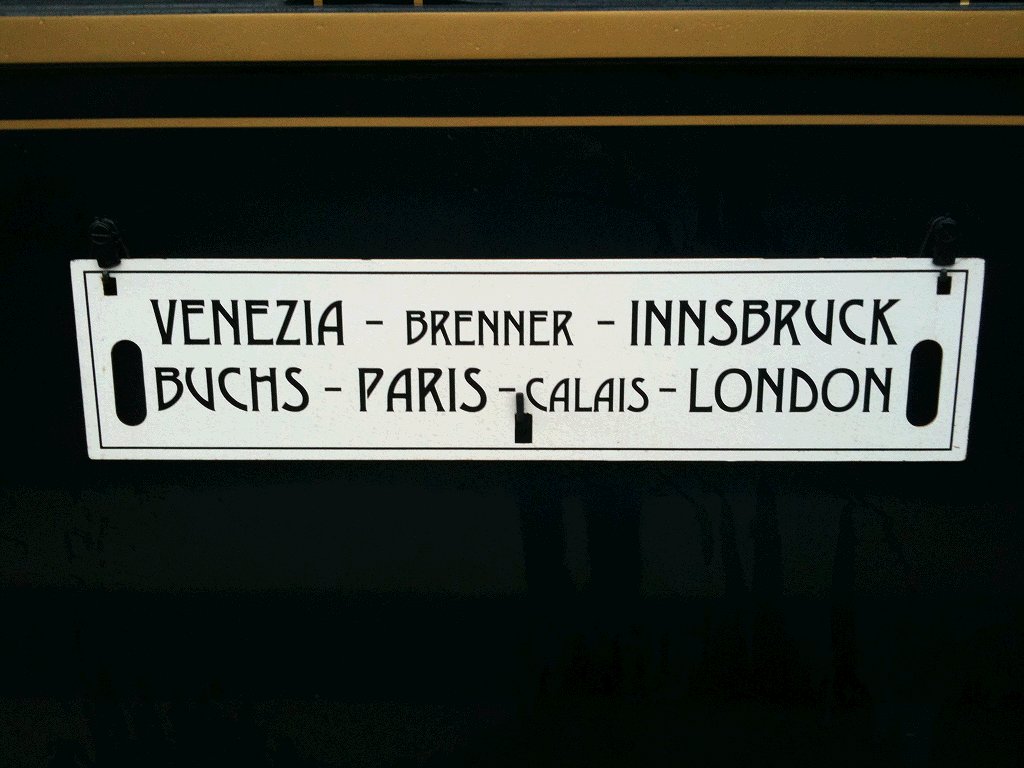 VENEZIA - BRENNER - INNSBRUCK
BUCHS - PARIS - CALAIS - LONDON